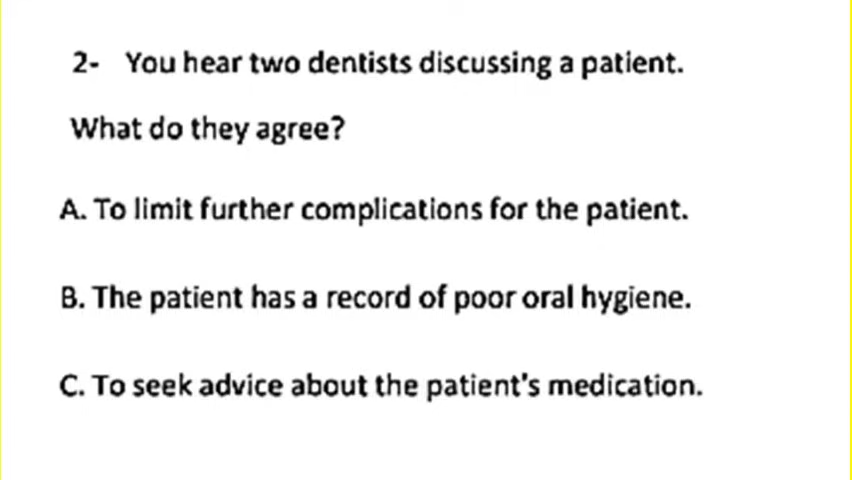 2- You hear two dentists discussing a patient.
What do they agree?
A. To limit further complications for the patient.
B. The patient has a record of poor oral hygiene.
C. To seek advice about the patient's medication.